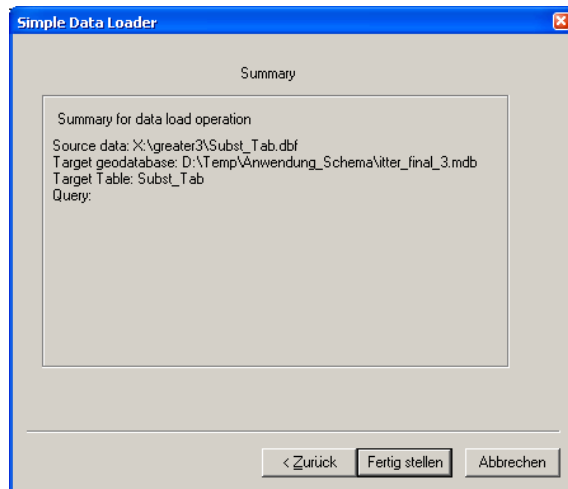 Simple Data Loader
Summary
Summary for data load operation
Source data: X:\greater3\Subst_Tab.dbf
Target geodatabase: D:\Temp\Anwendung_Schema\itter_final_3.mdb
Target Table: Subst_Tab
Query:
< Zurück
Fertig stellen
Abbrechen